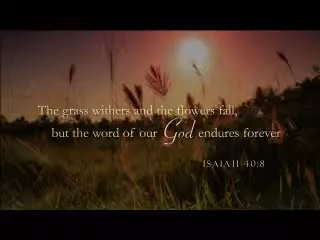 The grass withers and the flowers fall,
but the word of our God endures forever
ISAIAH 40:8